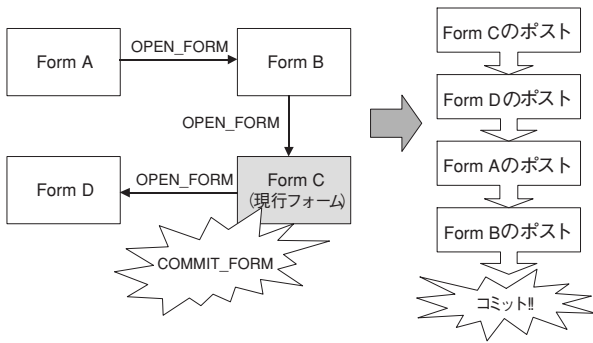 Form A
OPEN_FORM
Form B
OPEN_FORM
Form D
OPEN_FORM
Form C
(現行フォーム)
COMMIT_FORM
Form Cのポスト
Form Dのポスト
Form Aのポスト
Form Bのポスト
コミット!!